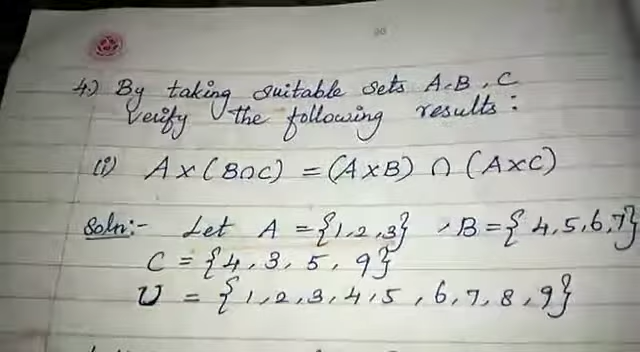 4.) By taking suitable sets A, B, C
Verify the following results :
(i) A × (B∩C) = (A×B) ∩ (A×C)
Soln:- Let A = {1,2,3} , B = {4,5,6,7}
C = {4, 3, 5, 9}
U = {1,2,3,4,5,6,7,8,9}